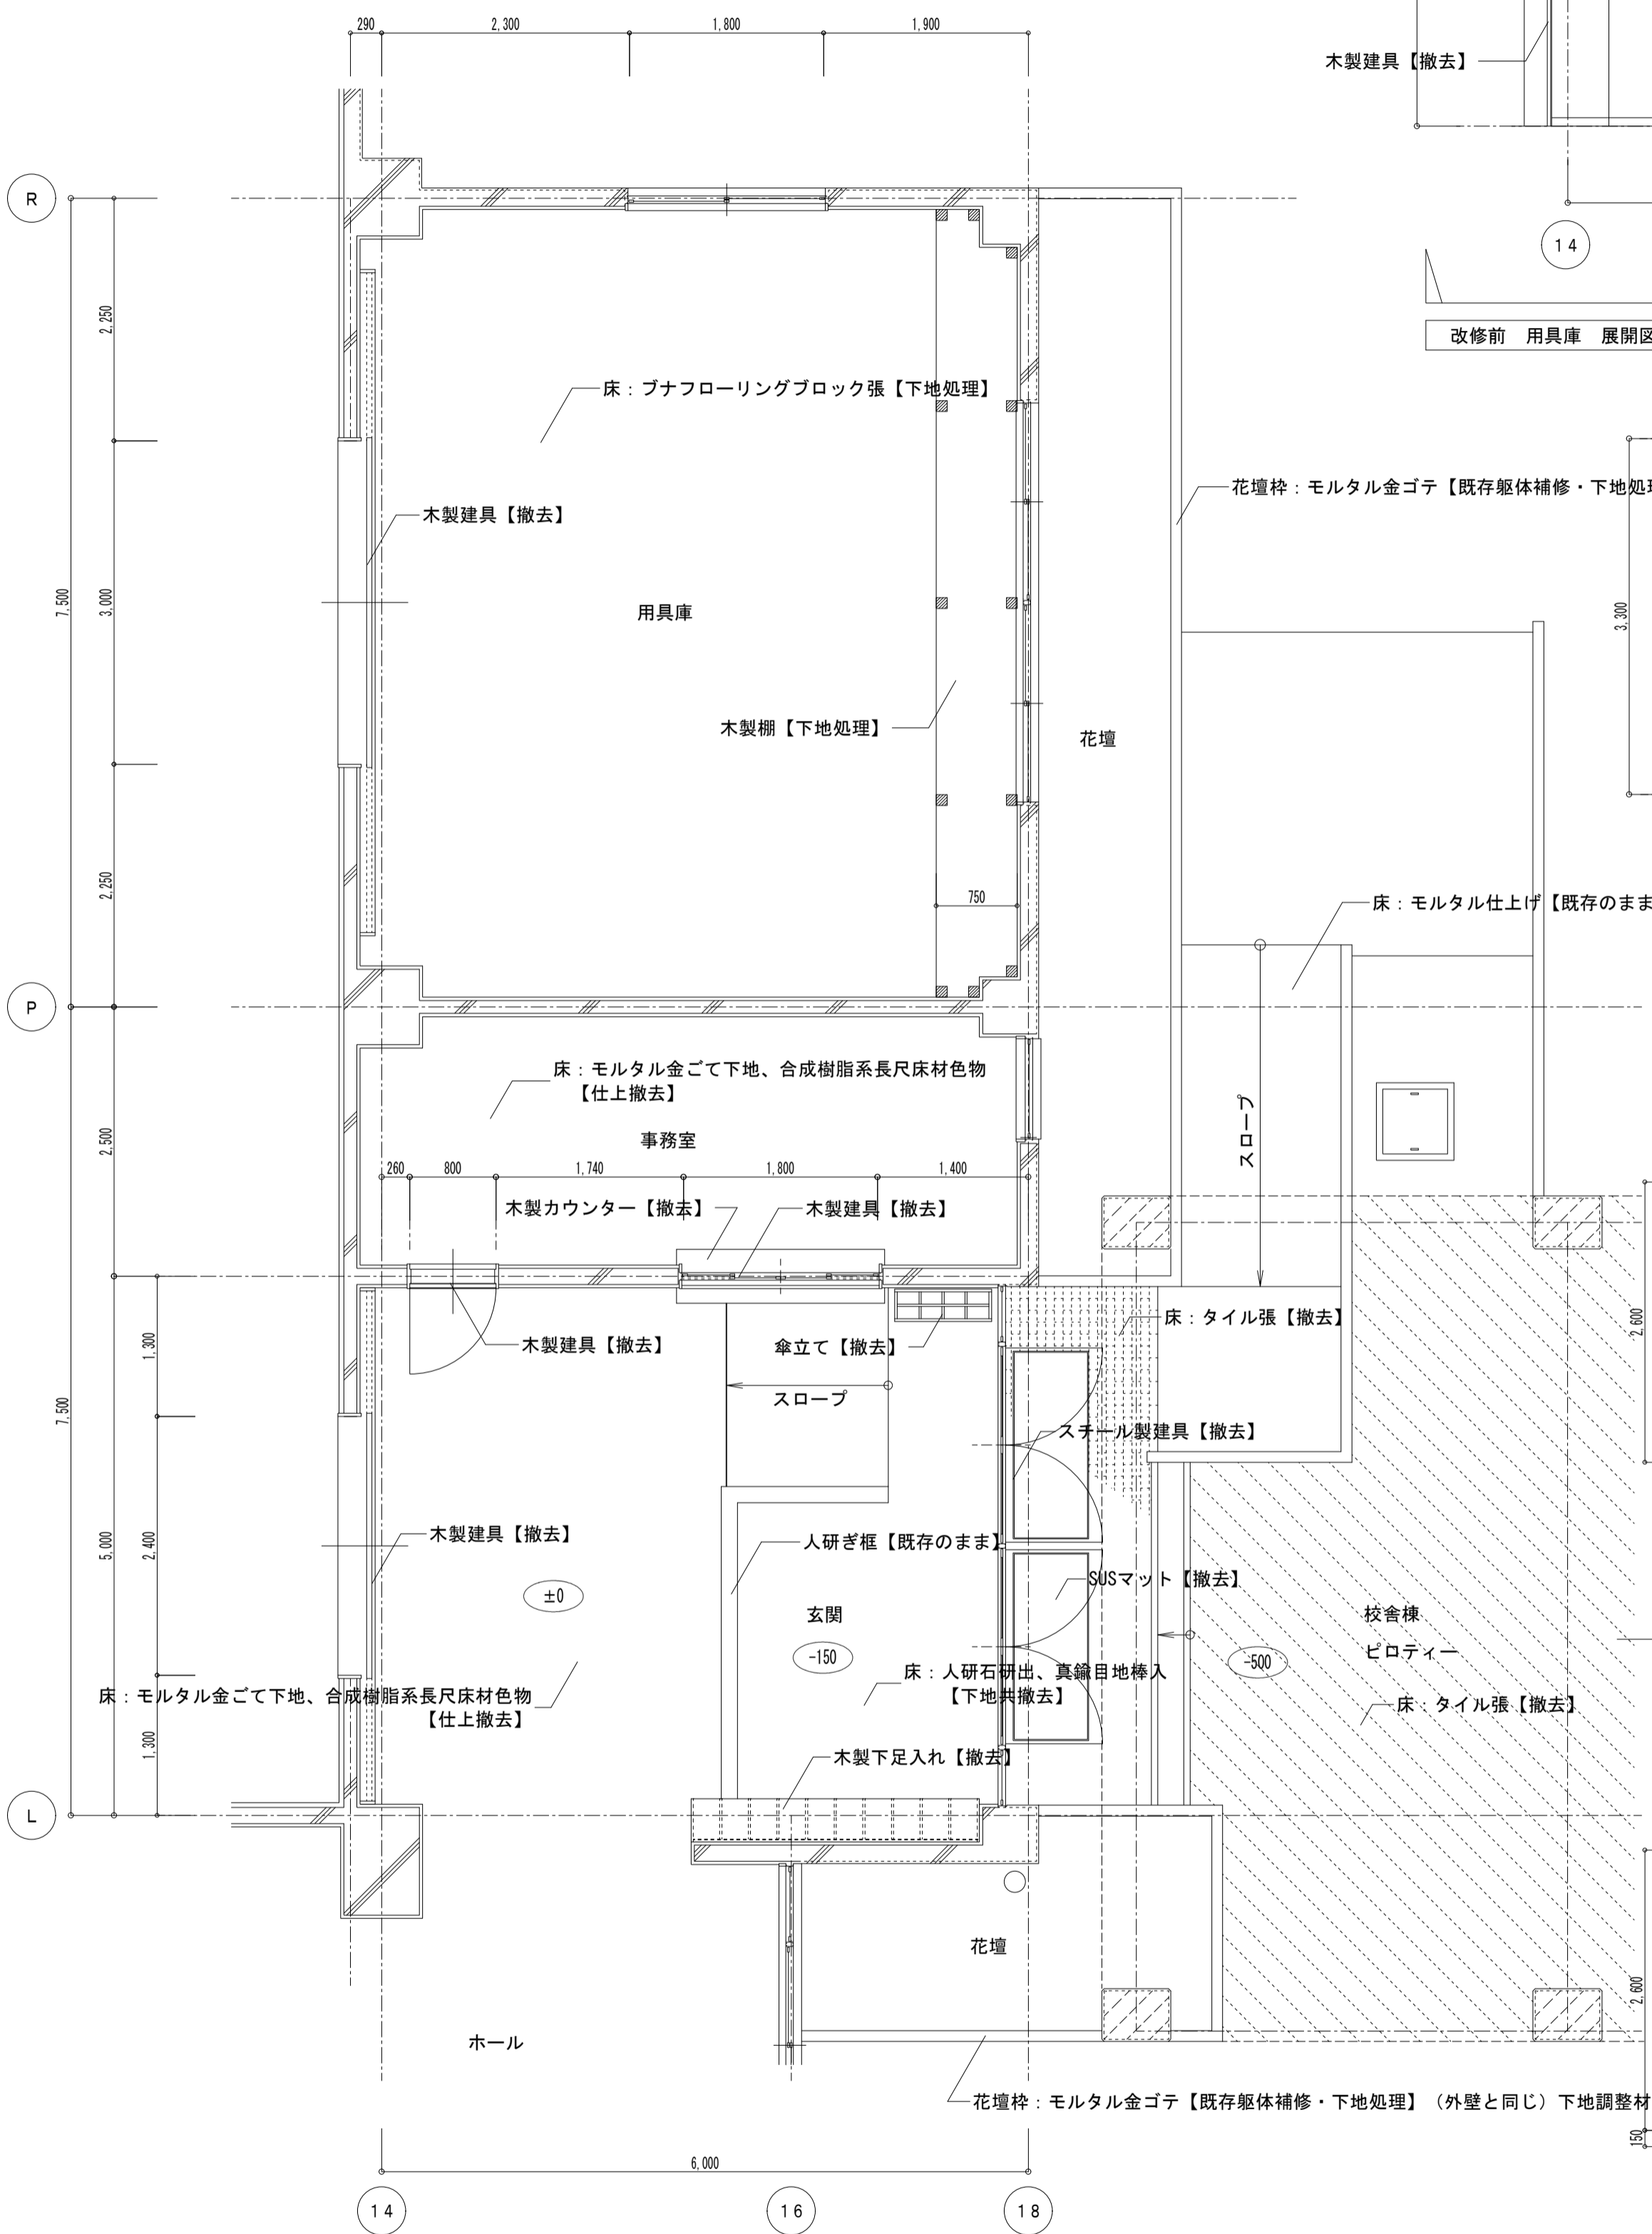 290
2,300
1,800
1,900
木製建具【撤去】
R
14
改修前　用具庫　展開図
2,250
床：ブナフローリングブロック張【下地処理】
花壇枠：モルタル金ゴテ【既存躯体補修・下地処理
木製建具【撤去】
7,500
3,000
用具庫
3,300
木製棚【下地処理】
花壇
2,250
750
床：モルタル仕上げ【既存のまま
P
床：モルタル金ごて下地、合成樹脂系長尺床材色物
【仕上撤去】
スロープ
2,500
事務室
260
800
1,740
1,800
1,400
木製カウンター【撤去】
木製建具【撤去】
床：タイル張【撤去】
2,600
1,300
木製建具【撤去】
傘立て【撤去】
スロープ
7,500
スチール製建具【撤去】
木製建具【撤去】
人研ぎ框【既存のまま】
5,000
2,400
SUSマット【撤去】
±0
玄関
校舎棟
ピロティー
-150
-500
床：人研石研出、真鍮目地棒入
【下地共撤去】
床：モルタル金ごて下地、合成樹脂系長尺床材色物
【仕上撤去】
床：タイル張【撤去】
1,300
木製下足入れ【撤去】
L
花壇
2,600
ホール
花壇枠：モルタル金ゴテ【既存躯体補修・下地処理】（外壁と同じ）下地調整材
150
6,000
14
16
18